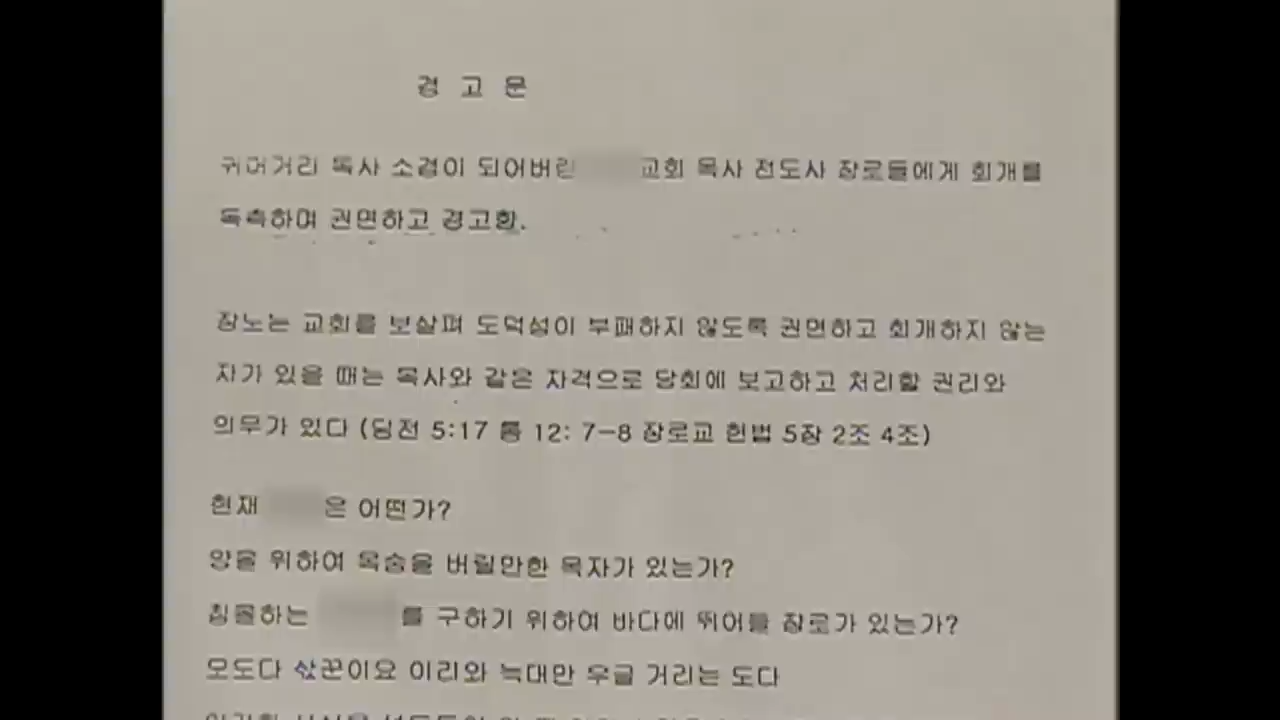 경 고 문
귀머거리 목사 소경이 되어버린 교회 목사 전도사 장로들에게 회개를
독촉하며 권면하고 경고함.
장노는 교회를 보살펴 도덕성이 부패하지 않도록 권면하고 회개하지 않는
자가 있을 때는 목사와 같은 자격으로 당회에 보고하고 처리할 권리와
의무가 있다 (딤전 5:17 롬 12: 7-8 장로교 헌법 5장 2조 4조)
현재 은 어떤가?
양을 위하여 목숨을 버릴만한 목자가 있는가?
침몰하는 를 구하기 위하여 바다에 뛰어들 장로가 있는가?
모도다 삯꾼이요 이리와 늑대만 우글 거리는 도다